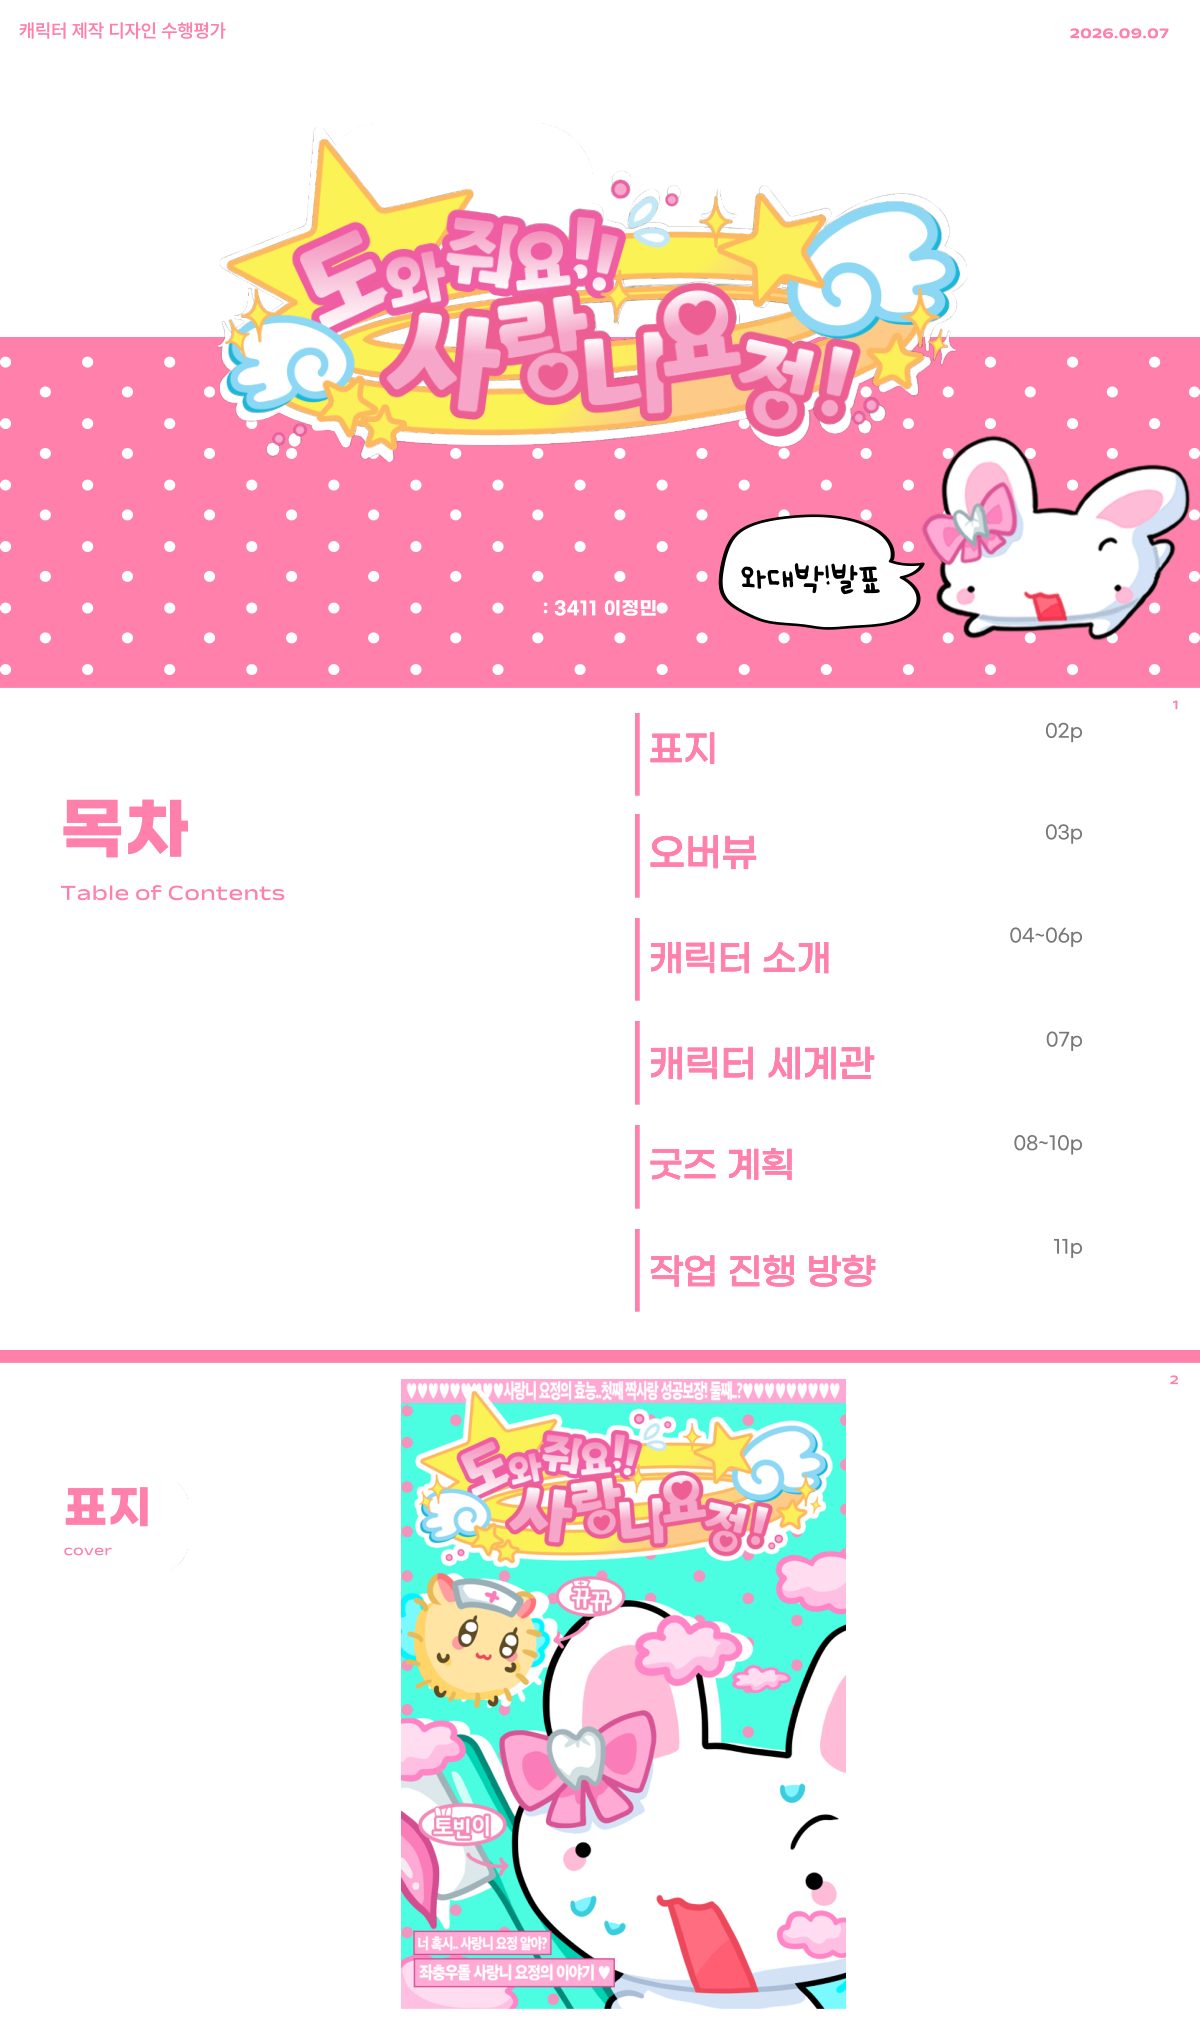 캐릭터 제작 디자인 수행평가
2026.09.07
도와줘요!!
사랑니요정!
와대박!발표
: 3411 이정민
1
목차
Table of Contents
표지
02p
오버뷰
03p
캐릭터 소개
04~06p
캐릭터 세계관
07p
굿즈 계획
08~10p
작업 진행 방향
11p
2
표지
cover
♥♥♥♥♥♥♥♥♥사랑니 요정의 효능..첫째 짝사랑 성공보장! 둘째..?♥♥♥♥♥♥♥♥♥
도와줘요!!
사랑니요정!
뀨뀨
토빈이
너 혹시.. 사랑니 요정 알아?
좌충우돌 사랑니 요정의 이야기 ♥